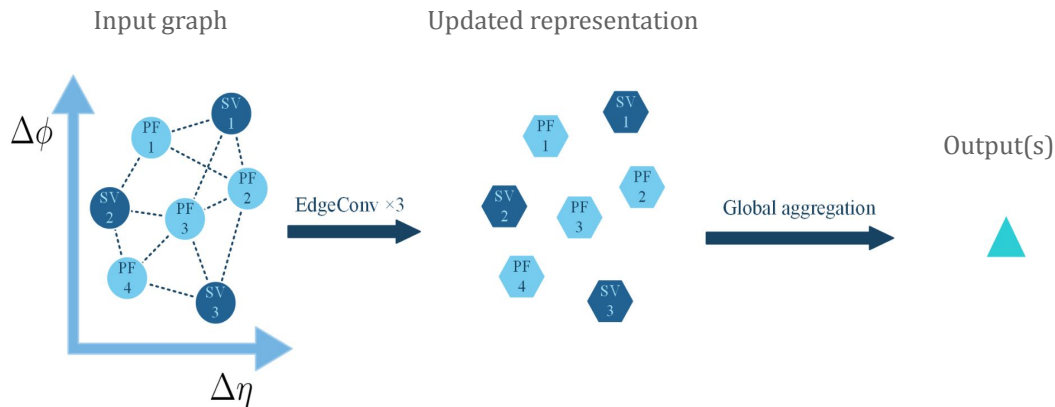 Input graph
Updated representation
Output(s)
Δϕ
SV
1
PF
1
PF
2
SV
2
PF
3
PF
4
SV
3
Δη
EdgeConv ×3
SV
1
PF
1
PF
2
SV
2
PF
3
PF
4
SV
3
Global aggregation